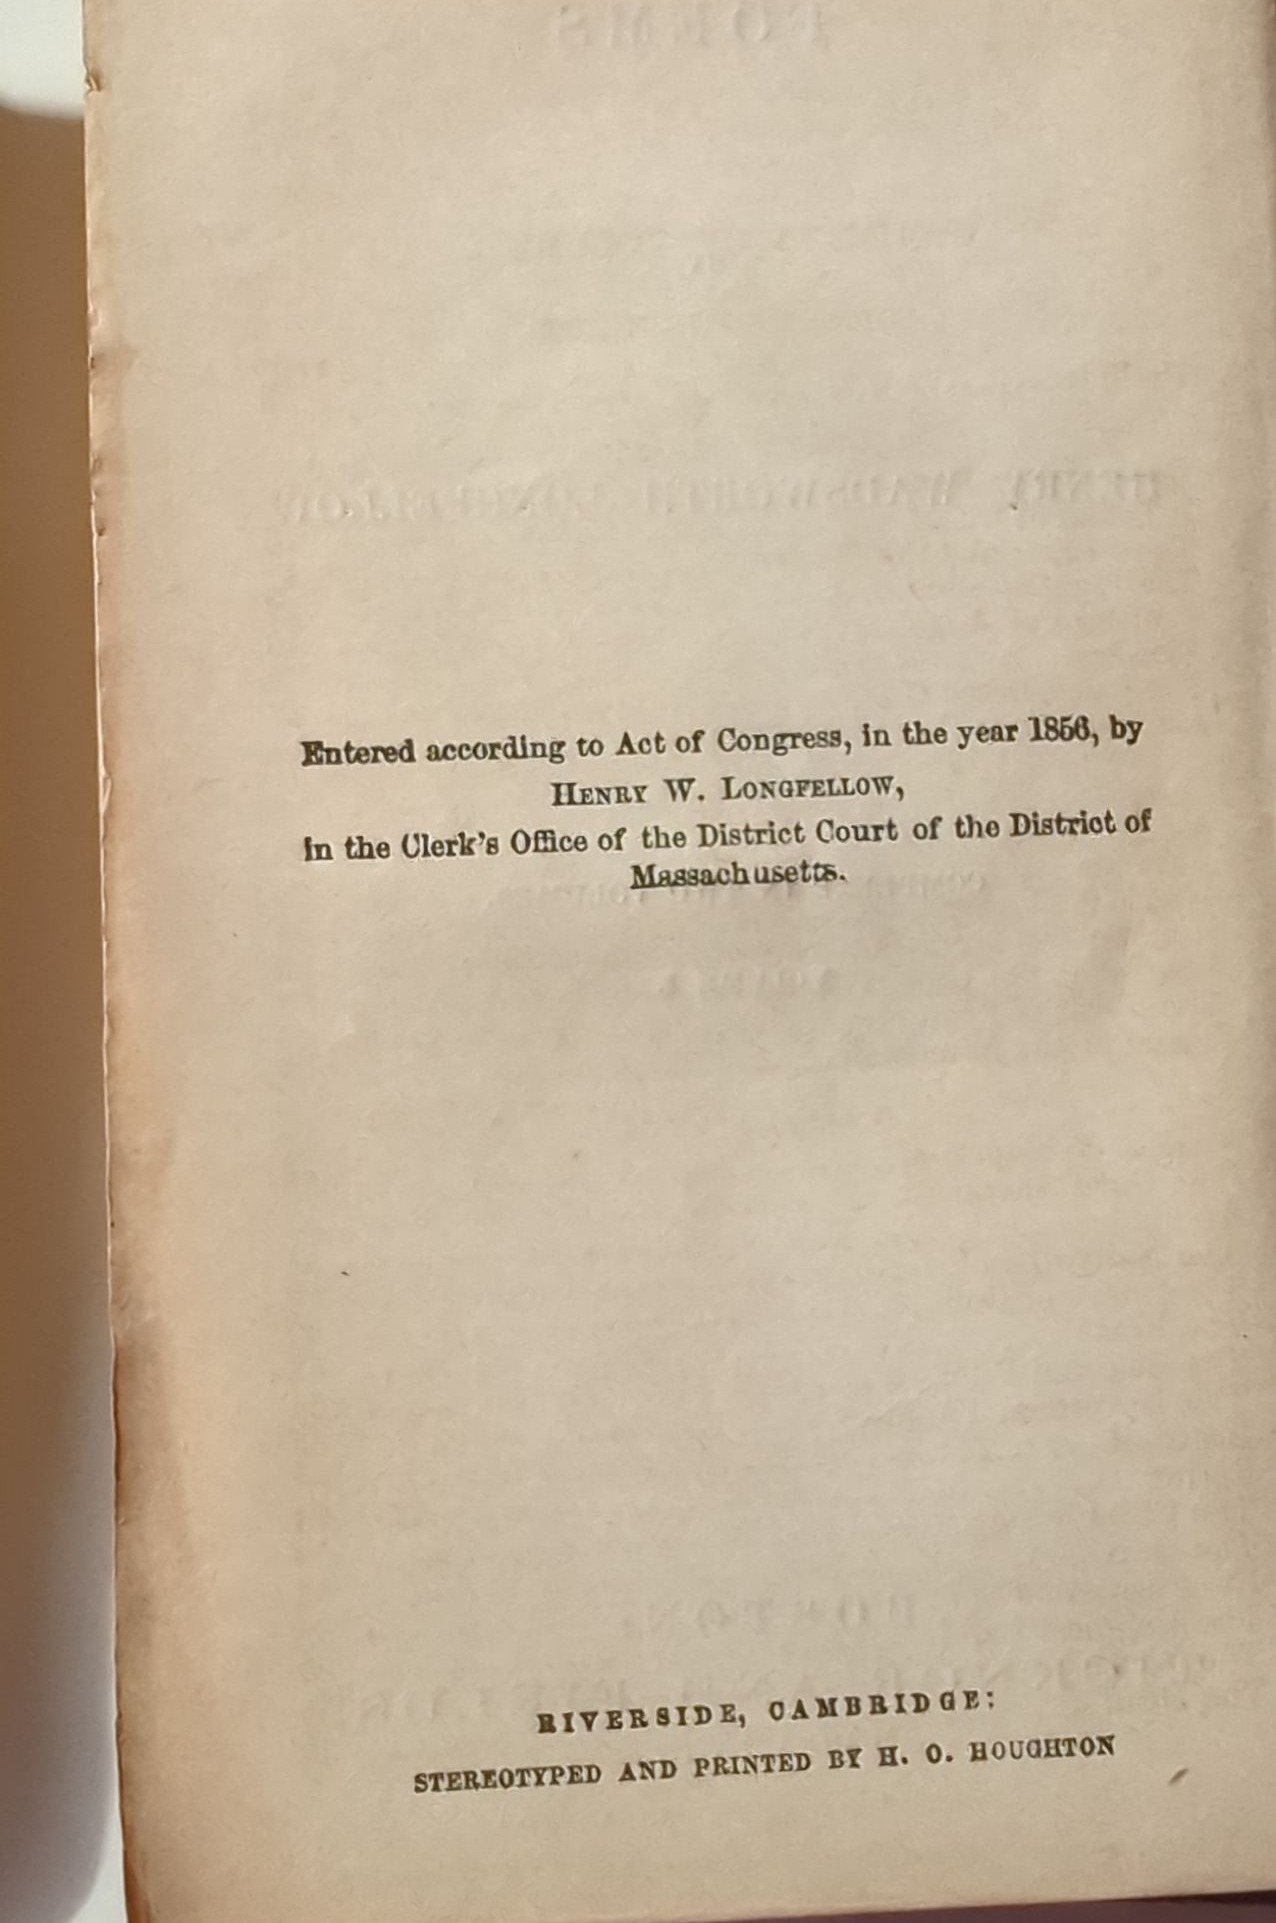 Entered according to Act of Congress, in the year 1856, by
HENRY W. LONGFELLOW,
in the Clerk's Office of the District Court of the District of
Massachusetts.
RIVERSIDE, CAMBRIDGE:
STEREOTYPED AND PRINTED BY H. O. HOUGHTON